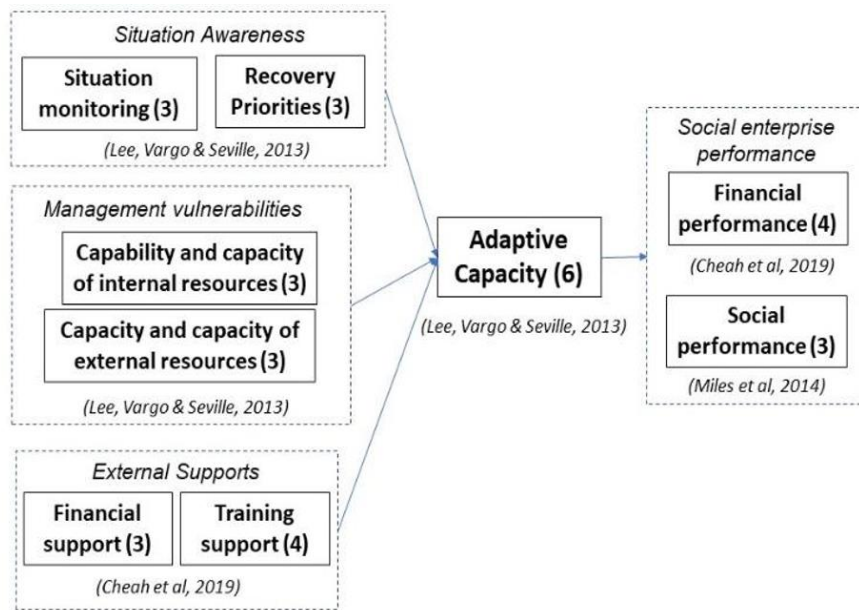 Situation Awareness
Situation
monitoring (3)
Recovery
Priorities (3)
(Lee, Vargo & Seville, 2013)
Management vulnerabilities
Capability and capacity
of internal resources (3)
Capacity and capacity of
external resources (3)
(Lee, Vargo & Seville, 2013)
External Supports
Financial
support (3)
Training
support (4)
(Cheah et al, 2019)
Adaptive
Capacity (6)
(Lee, Vargo & Seville, 2013)
Social enterprise
performance
Financial
performance (4)
(Cheah et al, 2019)
Social
performance (3)
(Miles et al, 2014)